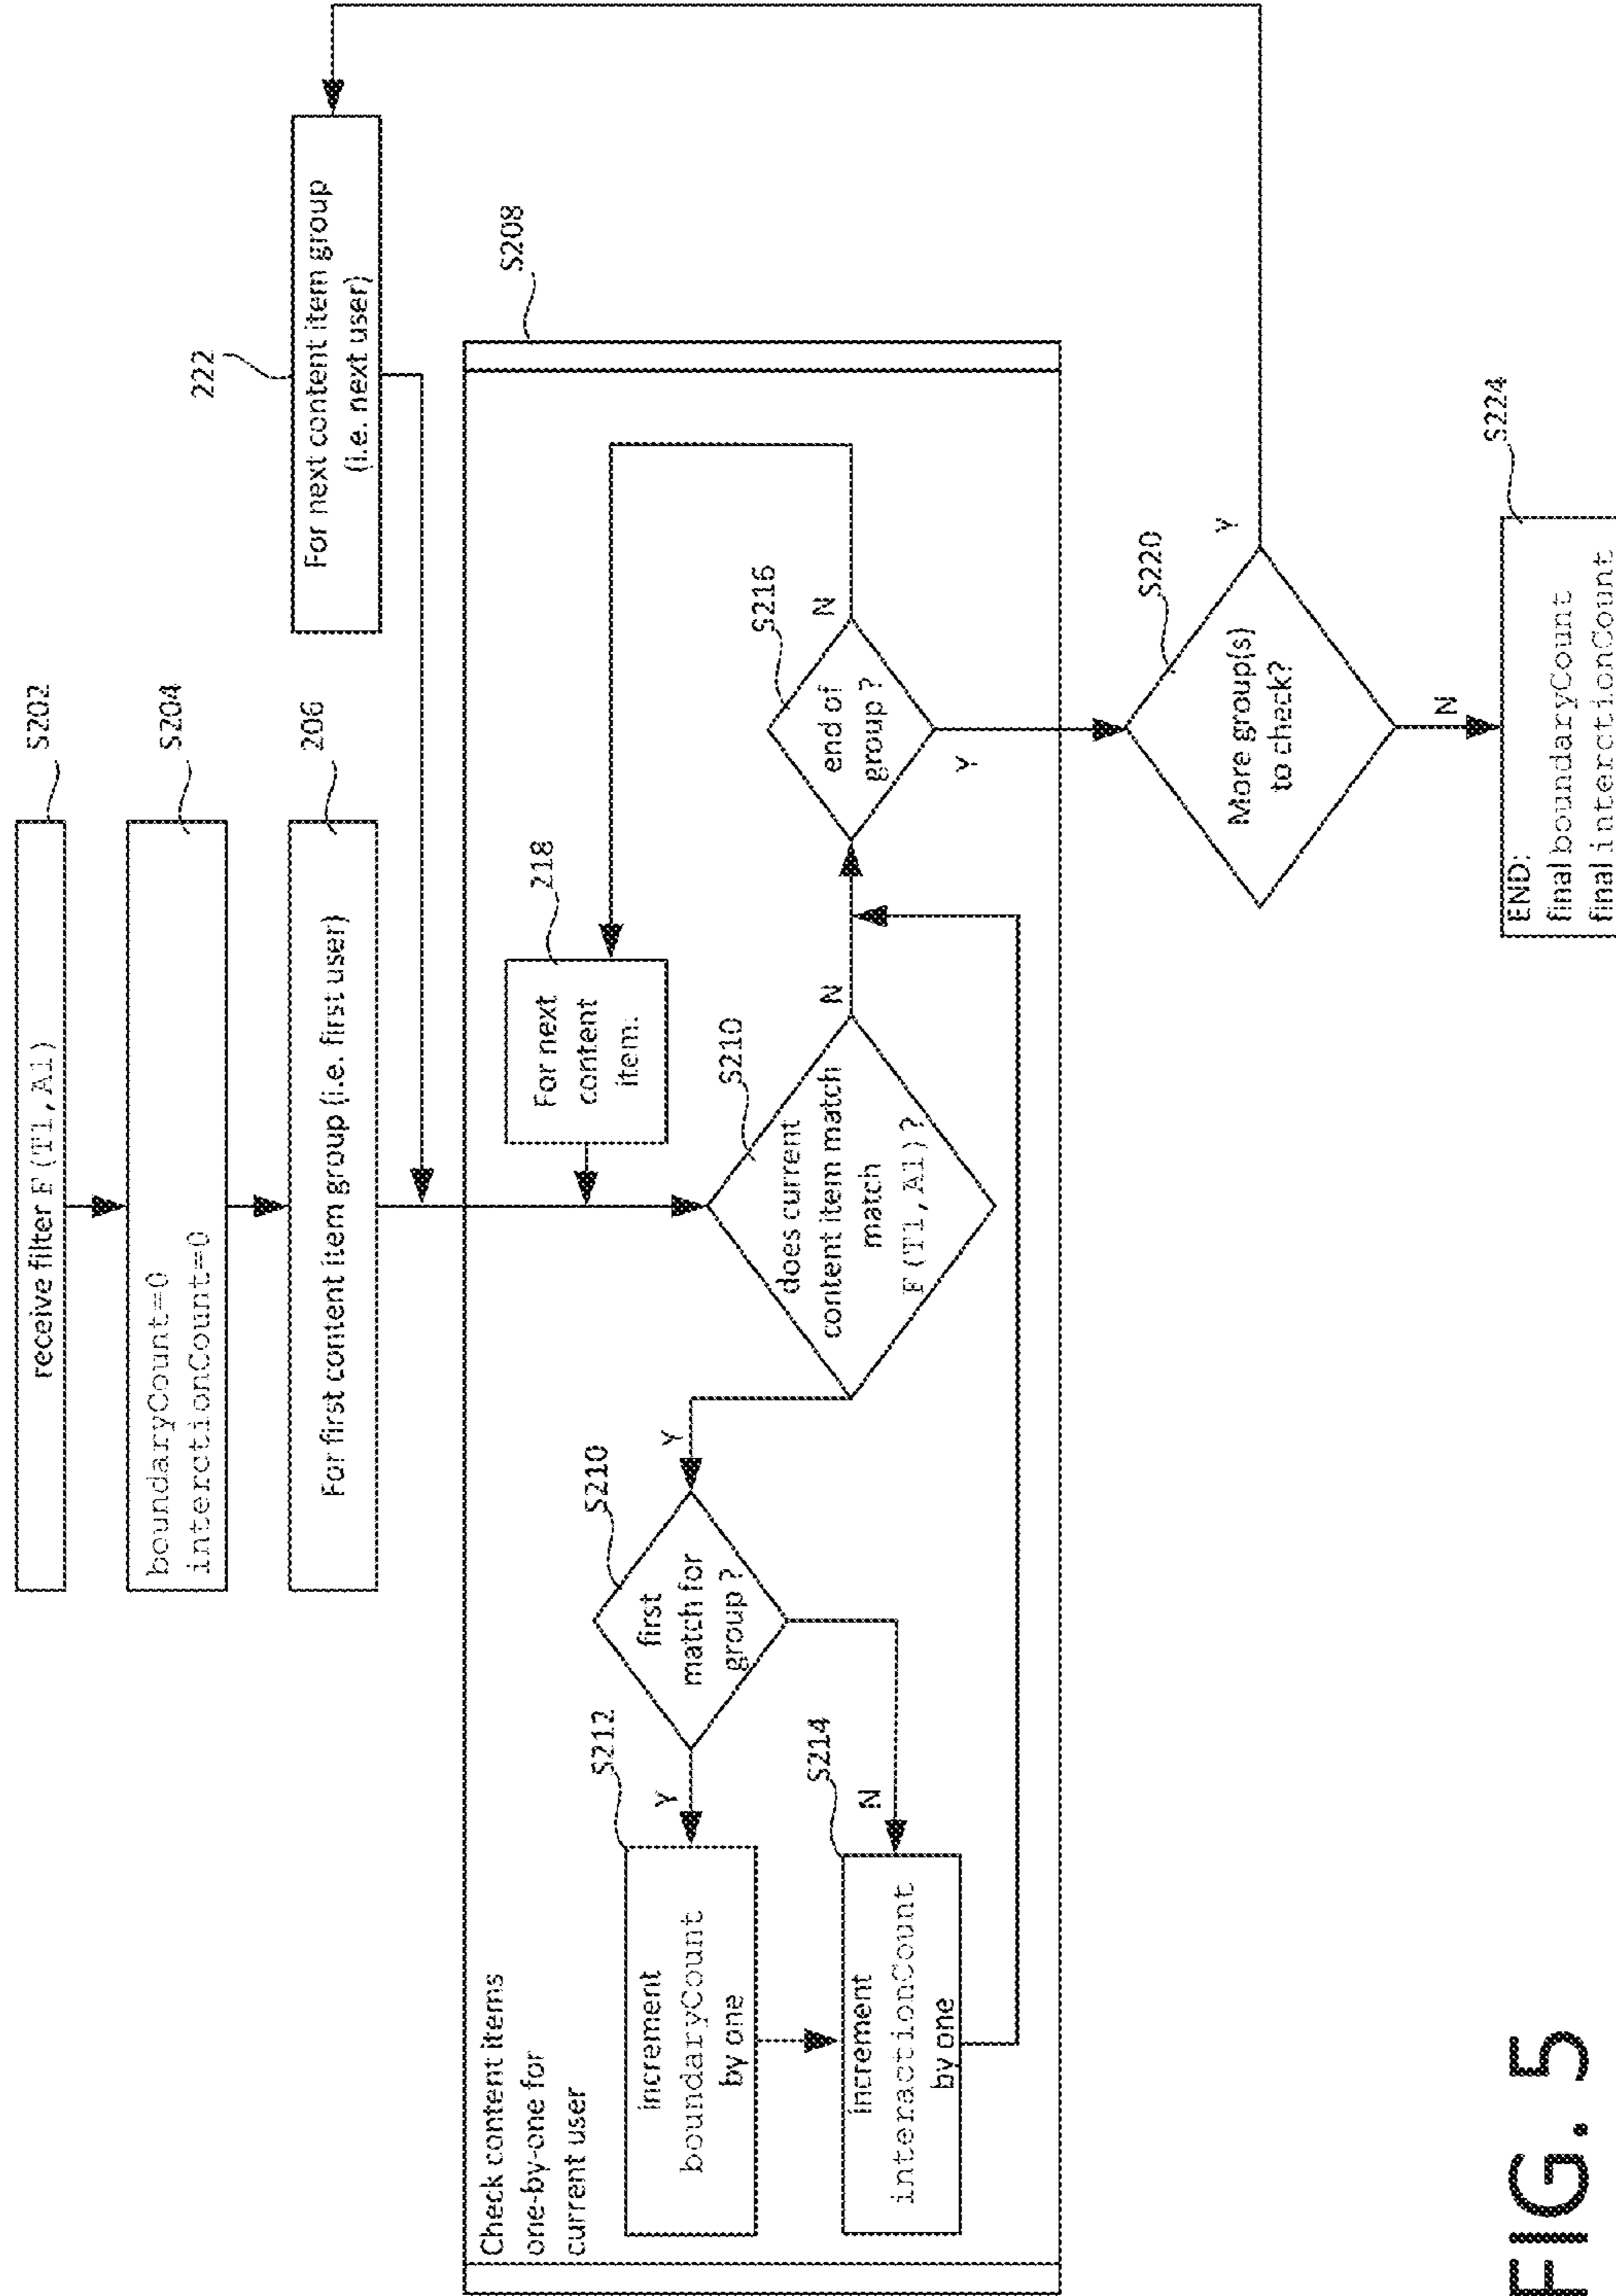 receive filter F(T1,A1)
S202
boundaryCount=0
interctionCount=0
S204
For first content item group (i.e. first user)
206
222
For next content item group
(i.e. next user)
S208
Check content items
one-by-one for
current user
218
For next
content
item:
S210
does current
content item match
match
F(T1,A1)?
Y
N
S210
first
match for
group ?
Y
N
S212
increment
boundaryCount
by one
S214
increment
interactionCount
by one
S216
end of
group ?
N
Y
S220
More group(s)
to check?
Y
N
S224
END:
final boundaryCount
final interctionCount
FIG. 5